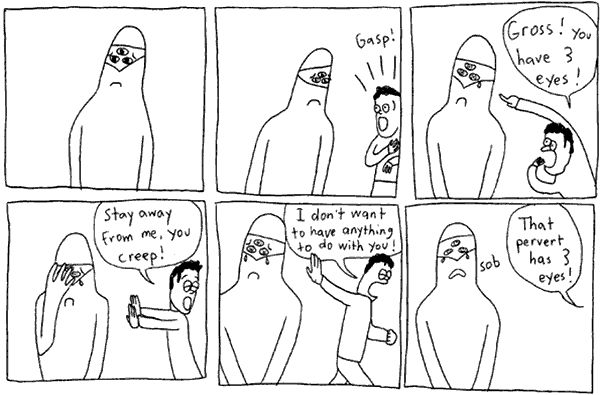 Gasp!
Gross! You
have 3
eyes!
Stay away
from me, you
creep!
I don't want
to have anything
to do with you!
sob
That
pervert
has 3
eyes!